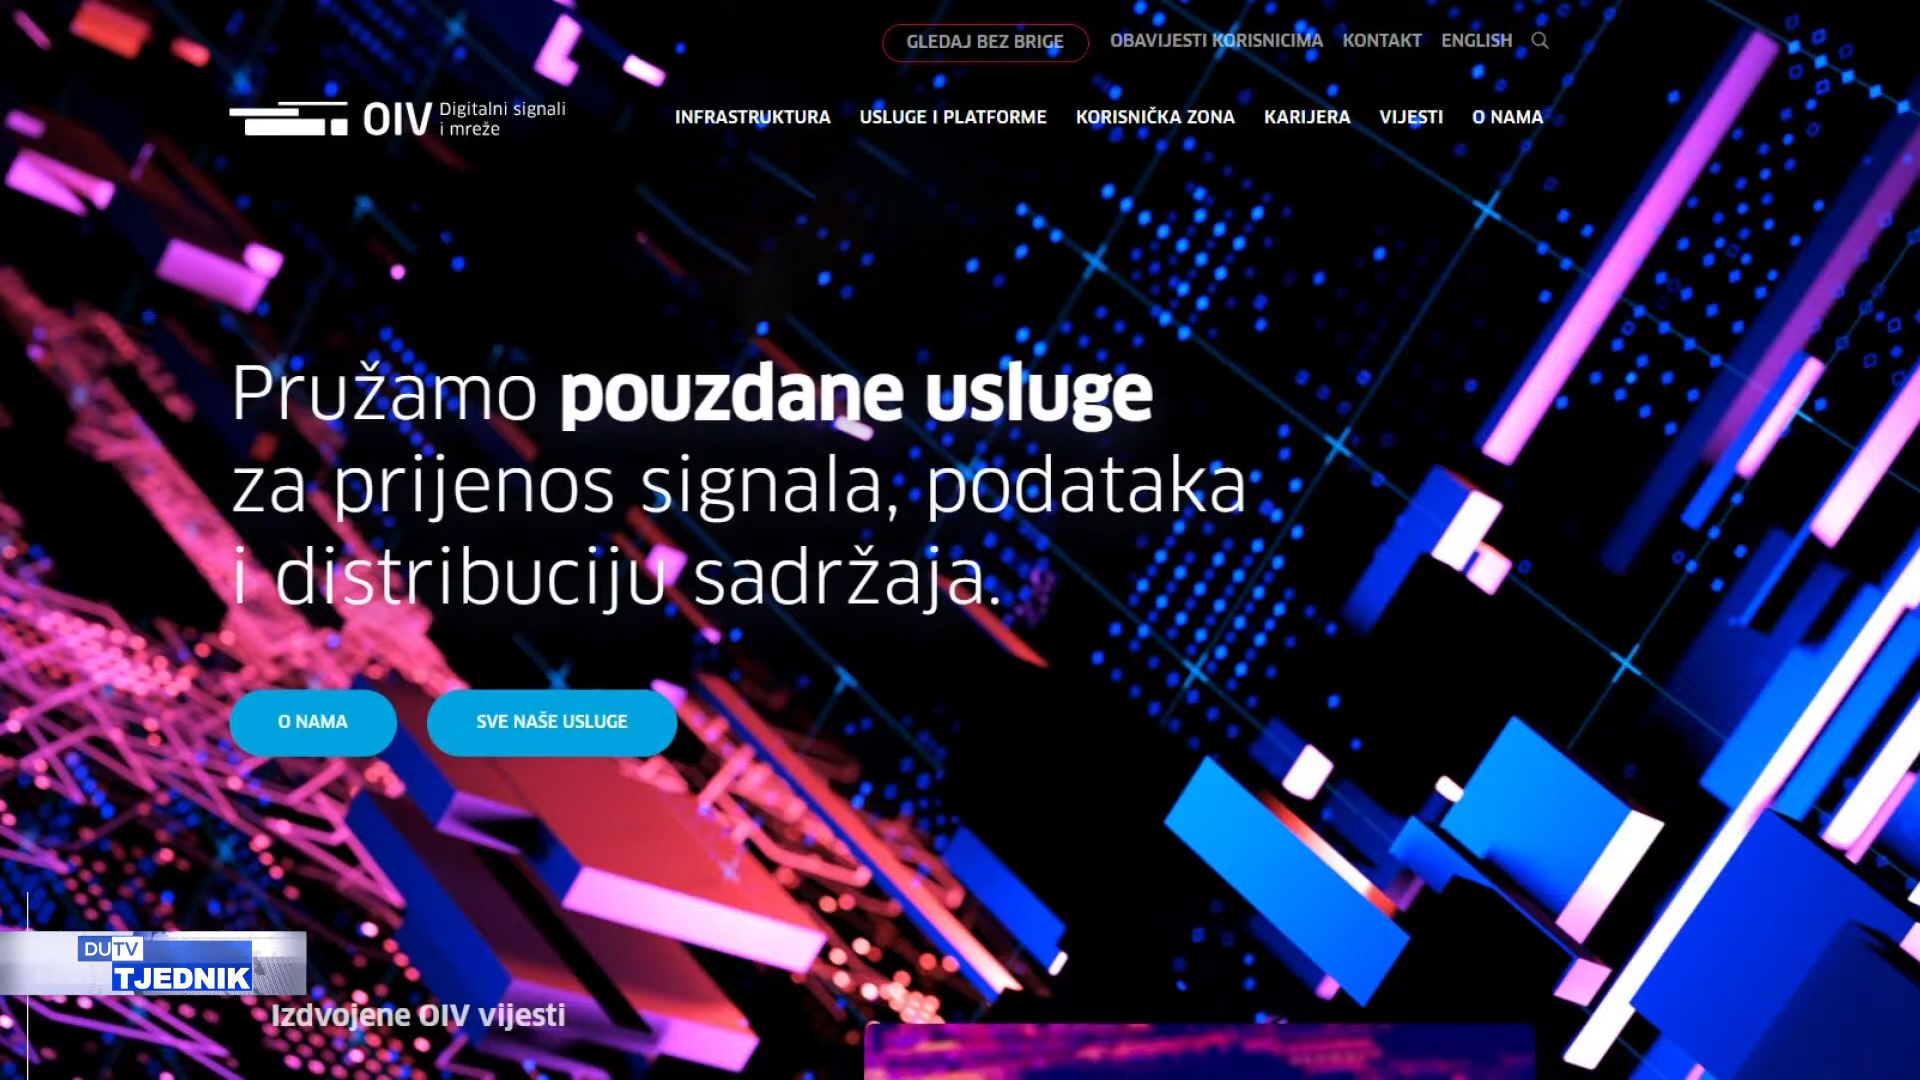 GLEDAJ BEZ BRIGE OBAVIJESTI KORISNICIMA KONTAKT ENGLISH
OIV Digitalni signali
i mreže
INFRASTRUKTURA USLUGE I PLATFORME KORISNIČKA ZONA KARIJERA VIJESTI O NAMA
Pružamo pouzdane usluge
za prijenos signala, podataka
i distribuciju sadržaja.
O NAMA SVE NAŠE USLUGE
DUTV
TJEDNIK
Izdvojene OIV vijesti